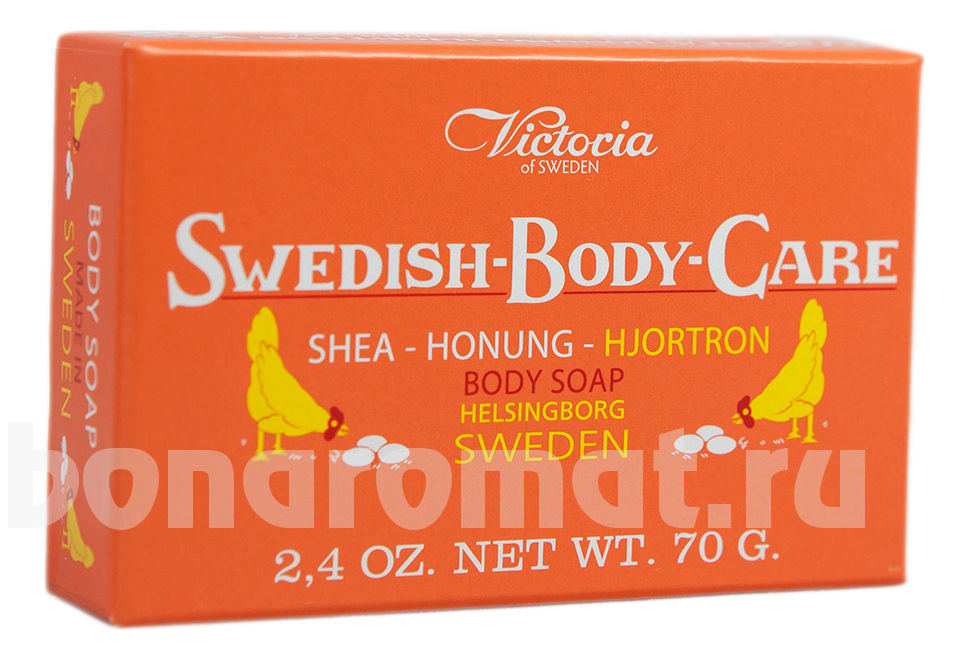 Victoria
of SWEDEN
SWEDISH-BODY-CARE
SHEA - HONUNG - HJORTRON
BODY SOAP
HELSINGBORG
SWEDEN
2,4 OZ. NET WT. 70 G.
BODY SOAP
MADE IN
SWEDEN
bonaromat.ru